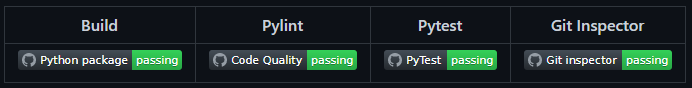 Build Pylint Pytest Git Inspector
Python package passing Code Quality passing PyTest passing Git inspector passing